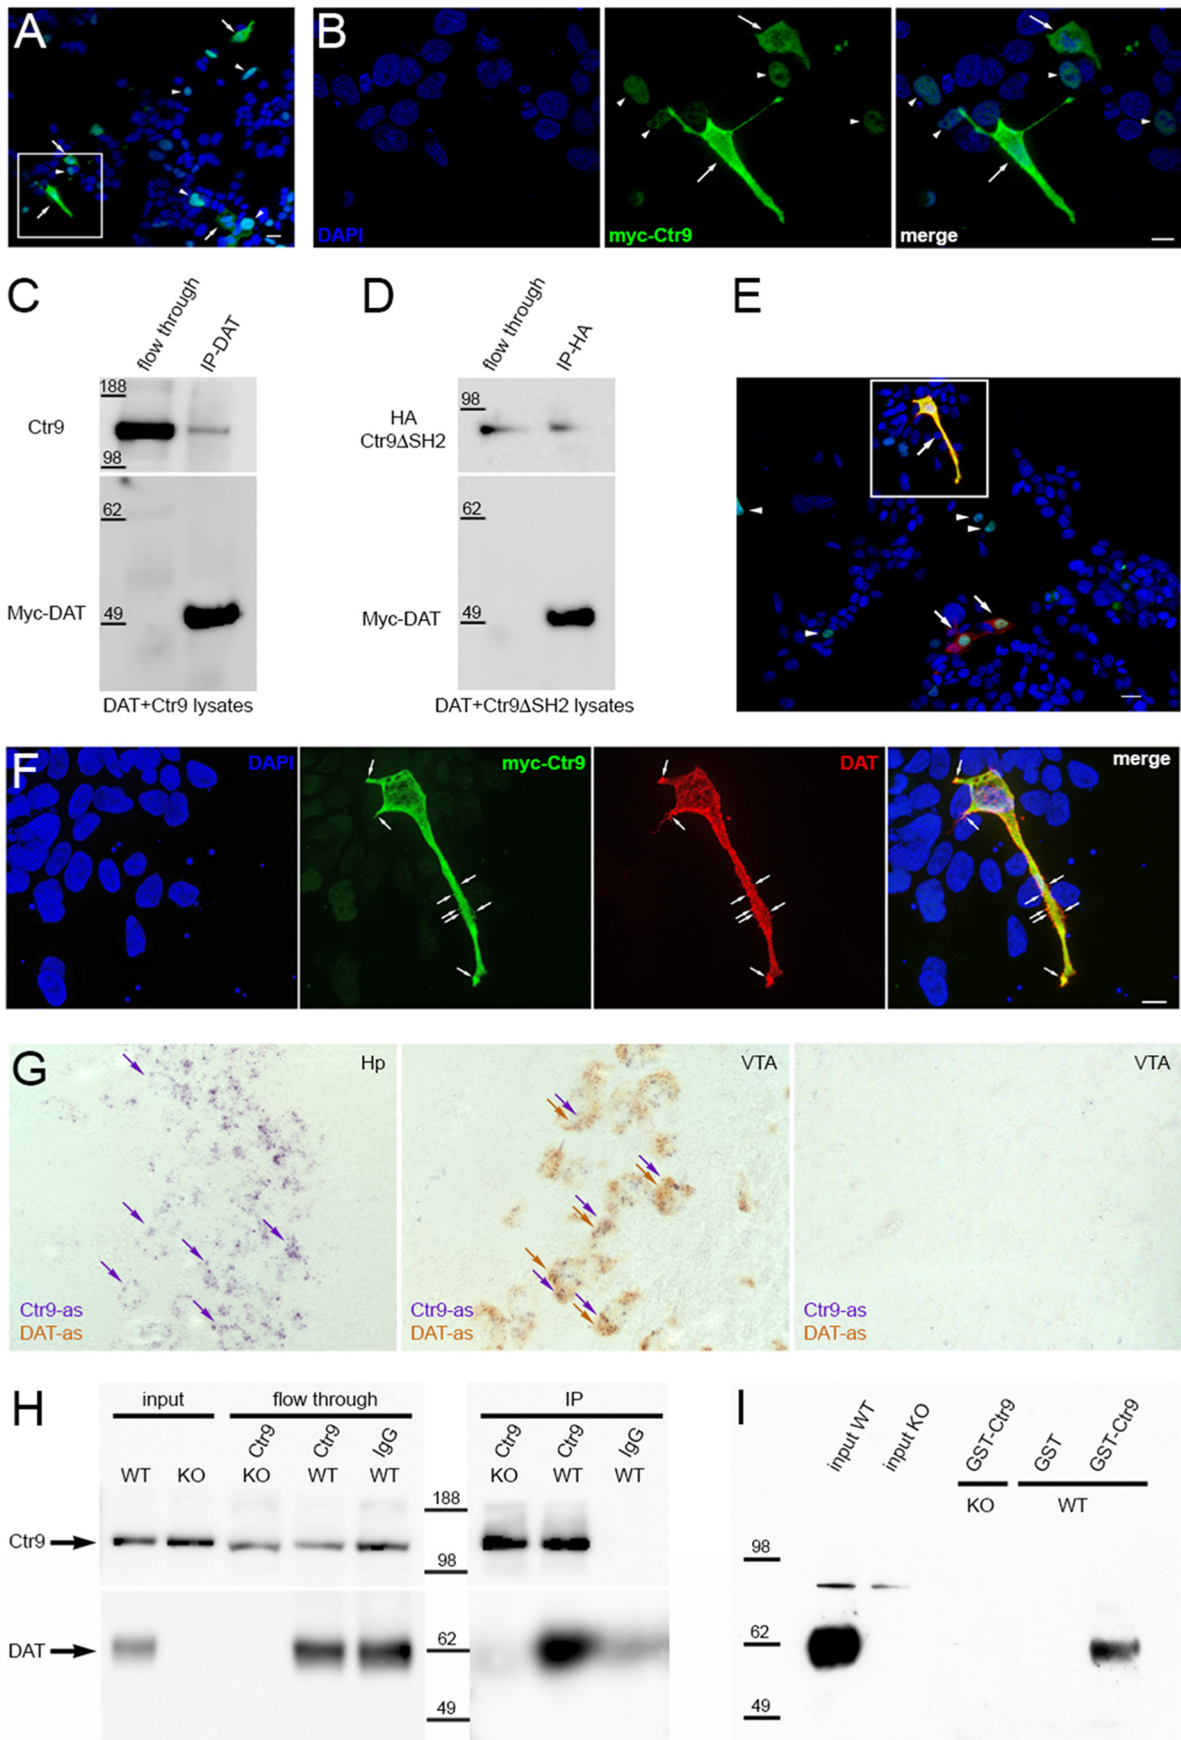 A
B
DAPI
myc-Ctr9
merge
C
flow through
IP-DAT
188
Ctr9
98
62
Myc-DAT
49
DAT+Ctr9 lysates
D
flow through
IP-HA
98
HA
Ctr9ΔSH2
62
Myc-DAT
49
DAT+Ctr9ΔSH2 lysates
E
F
DAPI
myc-Ctr9
DAT
merge
G
Hp
Ctr9-as
DAT-as
VTA
Ctr9-as
DAT-as
VTA
Ctr9-as
DAT-as
H
input
flow through
IP
Ctr9
Ctr9
IgG
Ctr9
Ctr9
IgG
WT
KO
KO
WT
WT
KO
WT
WT
188
Ctr9
98
DAT
62
49
I
input WT
input KO
GST-Ctr9
GST
GST-Ctr9
KO
WT
98
62
49